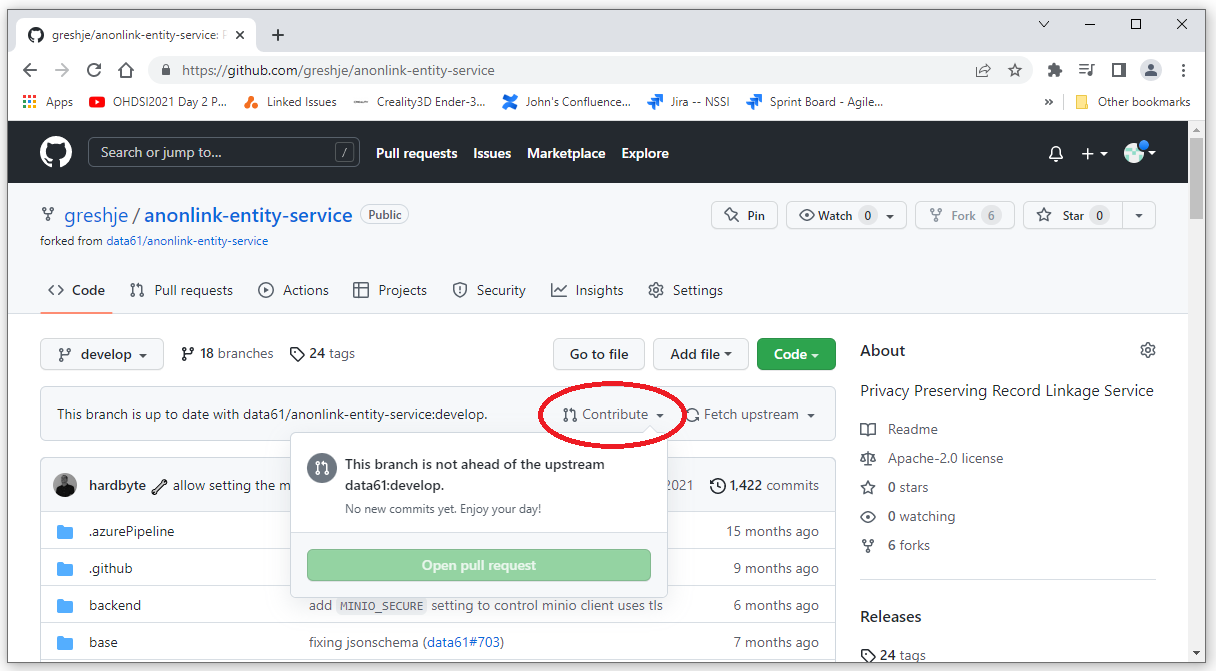 greshje/anonlink-entity-service:
https://github.com/greshje/anonlink-entity-service
Apps OHDSI2021 Day 2 P... Linked Issues Creality3D Ender-3... John's Confluence... Jira -- NSSI Sprint Board - Agile... » Other bookmarks
Search or jump to... / Pull requests Issues Marketplace Explore
greshje / anonlink-entity-service Public Pin Watch 0 Fork 6 Star 0
forked from data61/anonlink-entity-service
Code Pull requests Actions Projects Security Insights Settings
develop 18 branches 24 tags Go to file Add file Code
This branch is up to date with data61/anonlink-entity-service:develop. Contribute Fetch upstream
This branch is not ahead of the upstream
data61:develop.
No new commits yet. Enjoy your day!
Open pull request
hardbyte allow setting the m 2021 1,422 commits
.azurePipeline 15 months ago
.github 9 months ago
backend add MINIO_SECURE setting to control minio client uses tls 6 months ago
base fixing jsonschema (data61#703) 7 months ago
About
Privacy Preserving Record Linkage Service
Readme
Apache-2.0 license
0 stars
0 watching
6 forks
Releases
24 tags